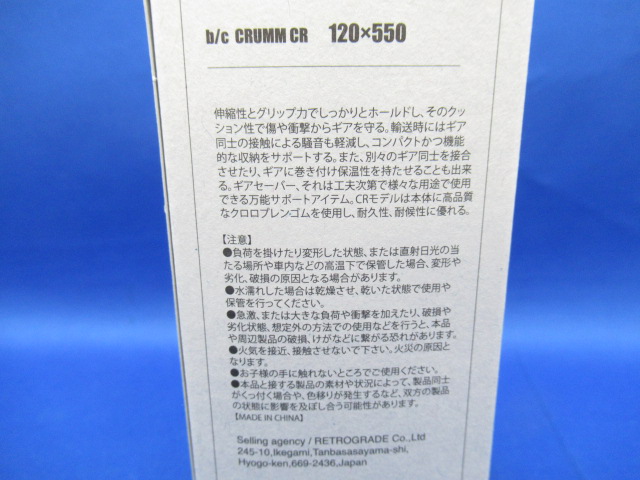 b/c CRUMM CR 120×550
伸縮性とグリップ力でしっかりとホールドし、そのクッ
ション性で傷や衝撃からギアを守る。輸送時にはギア
同士の接触による騒音も軽減し、コンパクトかつ機能
的な収納をサポートする。また、別々のギア同士を接合
させたり、ギアに巻き付け保温性を持たせることも出来
る。ギアセーバー、それは工夫次第で様々な用途で使用
できる万能サポートアイテム。CRモデルは本体に高品質
なクロロプレンゴムを使用し、耐久性、耐候性に優れる。
【注意】
●負荷を掛けたり変形した状態、または直射日光の当
たる場所や車内などの高温下で保管した場合、変形や
劣化、破損の原因となる場合があります。
●水濡れした場合は乾燥させ、乾いた状態で使用や
保管を行ってください。
●急激、または大きな負荷や衝撃を加えたり、破損や
劣化状態、想定外の方法での使用などを行うと、本品
や周辺製品の破損、けがなどに繋がる恐れがあります。
●火気を接近、接触させないで下さい。火災の原因と
なります。
●お子様の手に触れないところでご使用ください。
●本品と接する製品の素材や状況によって、製品同士
がくっ付く場合や、色移りが発生するなど、双方の製品
の状態に影響を及ぼし合う可能性があります。
【MADE IN CHINA】
Selling agency / RETROGRADE Co.,Ltd
245-10,Ikegami,Tanbasasayama-shi,
Hyogo-ken,669-2436,Japan